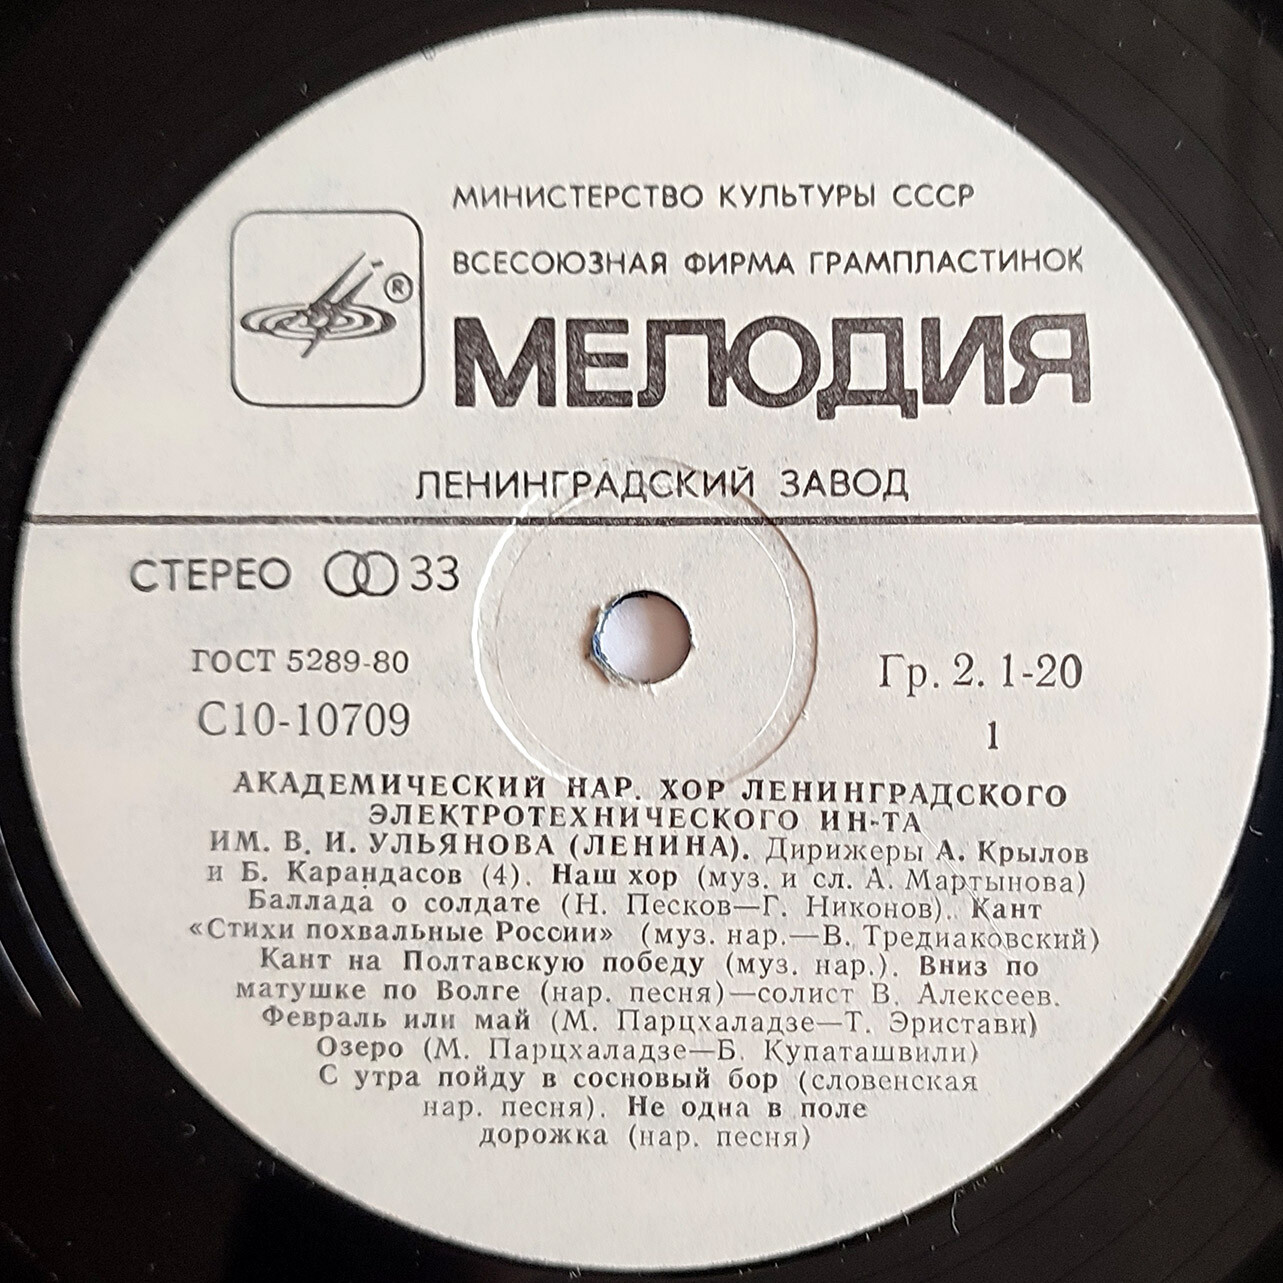 МИНИСТЕРСТВО КУЛЬТУРЫ СССР
ВСЕСОЮЗНАЯ ФИРМА ГРАМПЛАСТИНОК
®
МЕЛОДИЯ
ЛЕНИНГРАДСКИЙ ЗАВОД
СТЕРЕО 33
ГОСТ 5289-80
Гр. 2. 1-20
С10-10709
1
АКАДЕМИЧЕСКИЙ НАР. ХОР ЛЕНИНГРАДСКОГО
ЭЛЕКТРОТЕХНИЧЕСКОГО ИН-ТА
ИМ. В. И. УЛЬЯНОВА (ЛЕНИНА). Дирижеры А. Крылов
и Б. Карандасов (4). Наш хор (муз. и сл. А. Мартынова)
Баллада о солдате (Н. Песков—Г. Никонов). Кант
«Стихи похвальные России» (муз. нар.—В. Тредиаковский)
Кант на Полтавскую победу (муз. нар.). Вниз по
матушке по Волге (нар. песня)—солист В. Алексеев.
Февраль или май (М. Парцхаладзе—Т. Эристави)
Озеро (М. Парцхаладзе—Б. Купаташвили)
С утра пойду в сосновый бор (словенская
нар. песня). Не одна в поле
дорожка (нар. песня)